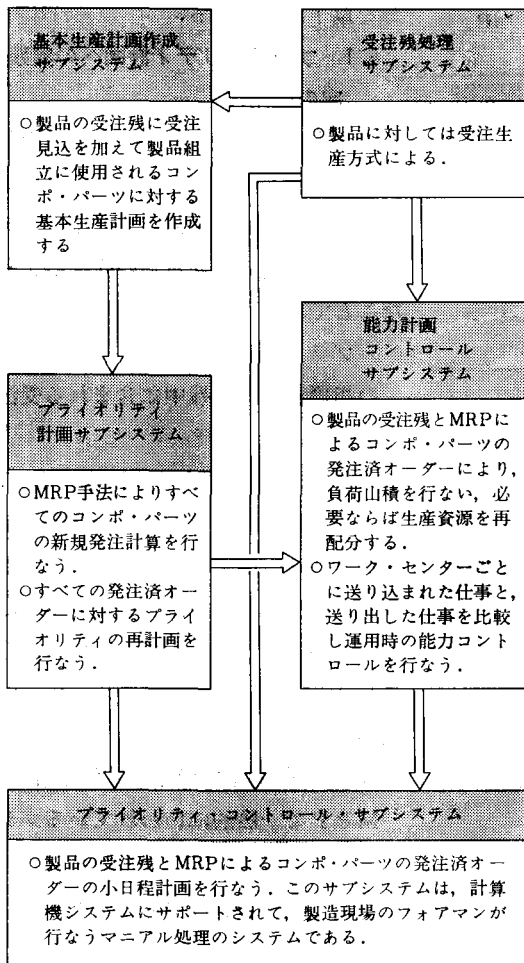 基本生産計画作成
サブシステム
○製品の受注残に受注
見込を加えて製品組
立に使用されるコン
ポ・パーツに対する
基本生産計画を作成
する
受注残処理
サブシステム
○製品に対しては受注生
産方式による.
プライオリティ
計画サブシステム
○MRP手法によりすべ
てのコンポ・パーツ
の新規発注計算を行
なう.
○すべての発注済オー
ダーに対するプライ
オリティの再計画を
行なう.
能力計画
・コントロール
サブシステム
○製品の受注残とMRPに
よるコンポ・パーツの
発注済オーダーにより,
負荷山積を行ない, 必
要ならば生産資源を再
配分する.
○ワーク・センターごと
に送り込まれた仕事と,
送り出した仕事を比較
し運用時の能力コント
ロールを行なう.
プライオリティ・コントロール・サブシステム
○製品の受注残とMRPによるコンポ・パーツの発注済オー
ダーの小日程計画を行なう. このサブシステムは, 計算
機システムにサポートされて, 製造現場のフォアマンが
行なうマニアル処理のシステムである.